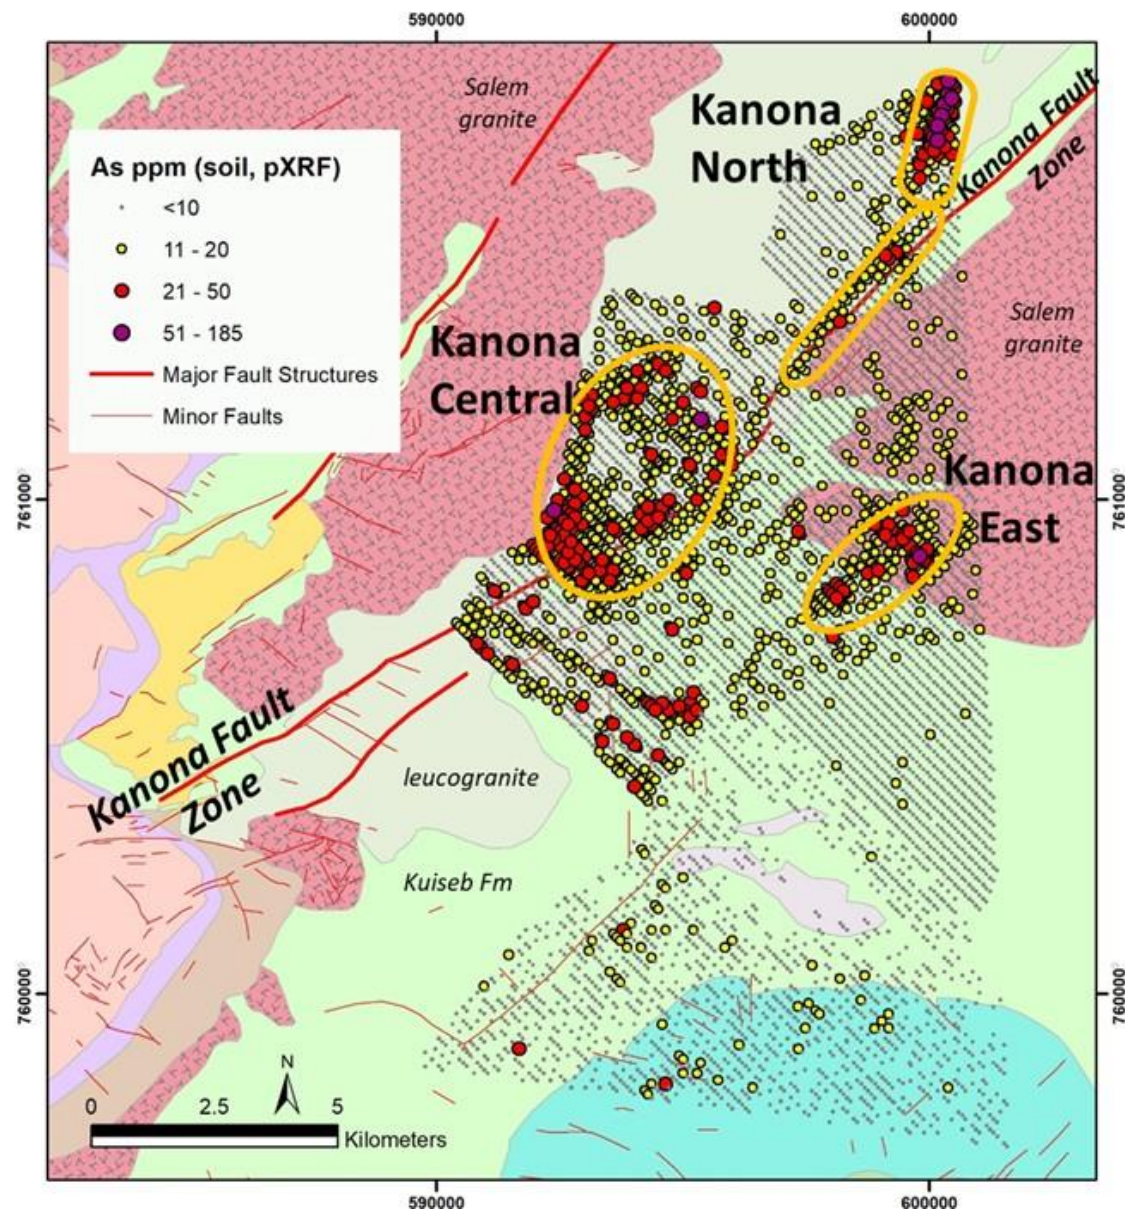 590000
600000
Salem
granite
Kanona
North
Kanona Fault
Zone
As ppm (soil, pXRF)
<10
11 - 20
21 - 50
51 - 185
Major Fault Structures
Minor Faults
Salem
granite
Kanona
Central
Kanona
East
761000
Kanona Fault
Zone
leucogranite
Kuiseb Fm
760000
760000
N
0 2.5 5
Kilometers
590000
600000